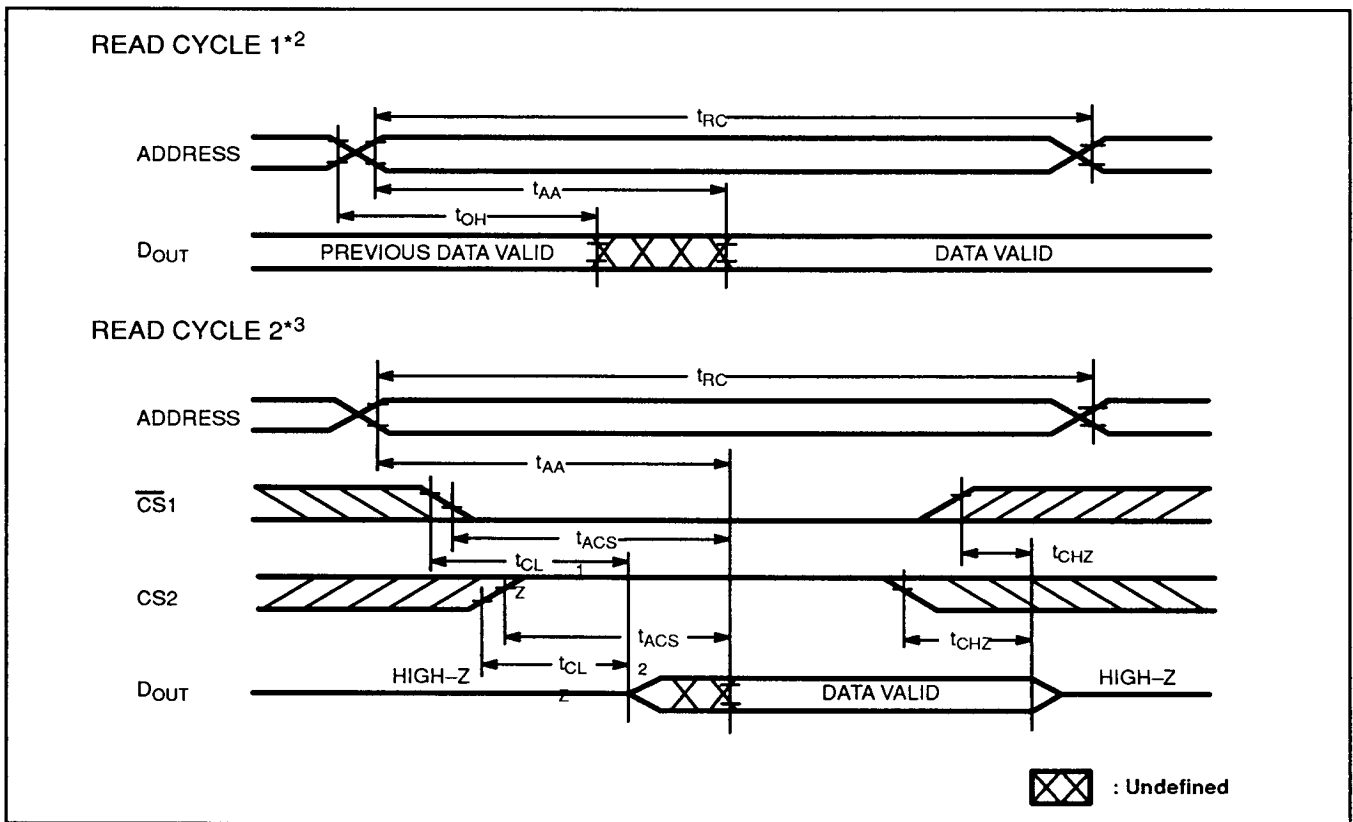 READ CYCLE 1*2
tRC
ADDRESS
tAA
tOH
DOUT
PREVIOUS DATA VALID
DATA VALID
READ CYCLE 2*3
tRC
ADDRESS
tAA
CS1
tACS
tCHZ
tCL 1
Z
CS2
tACS
tCHZ
tCL 2
Z
HIGH–Z
DOUT
DATA VALID
HIGH–Z
: Undefined